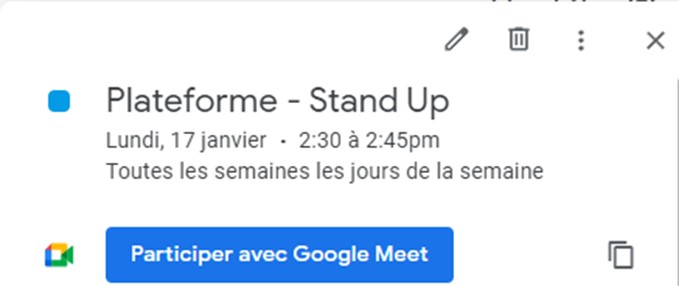 Plateforme - Stand Up
Lundi, 17 janvier · 2:30 à 2:45pm
Toutes les semaines les jours de la semaine
Participer avec Google Meet